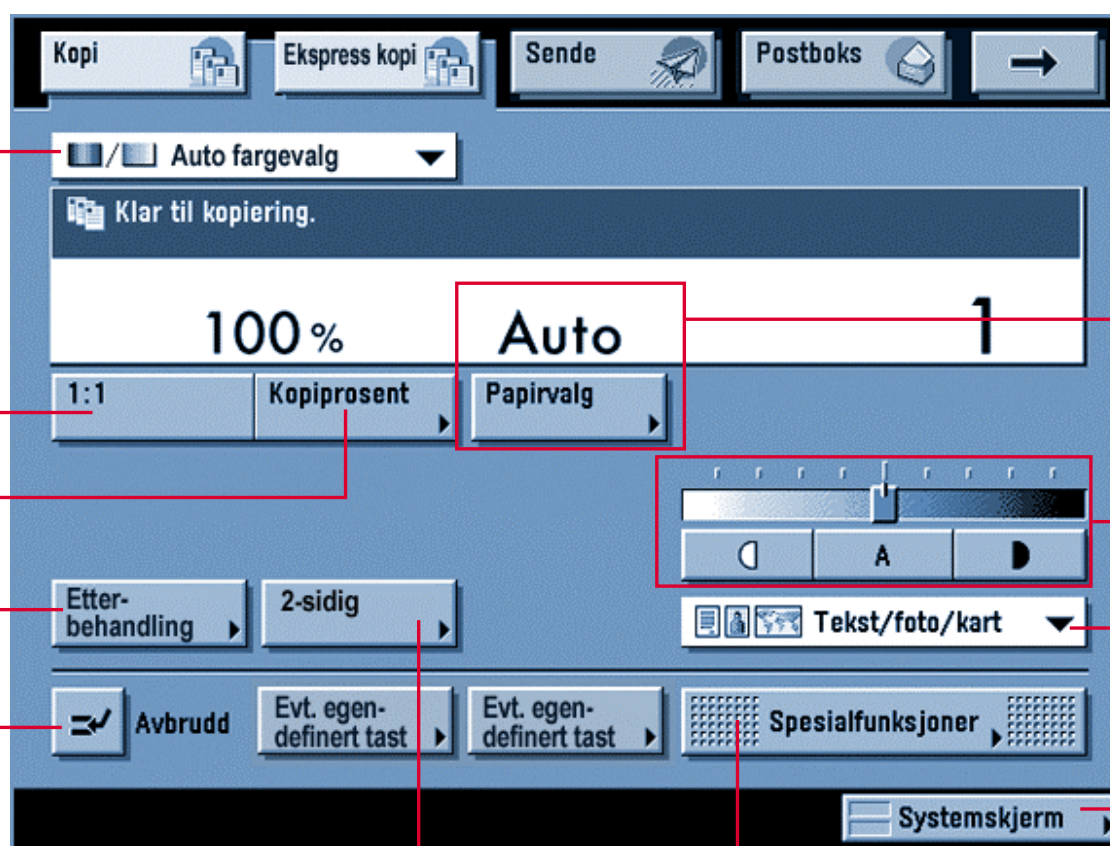 Kopi
Ekspress kopi
Sende
Postboks
Auto fargevalg
Klar til kopiering.
100 % Auto 1
1:1
Kopiprosent
Papirvalg
A
Etter-
behandling
2-sidig
Tekst/foto/kart
Avbrudd
Evt. egen-
definert tast
Evt. egen-
definert tast
Spesialfunksjoner
Systemskjerm